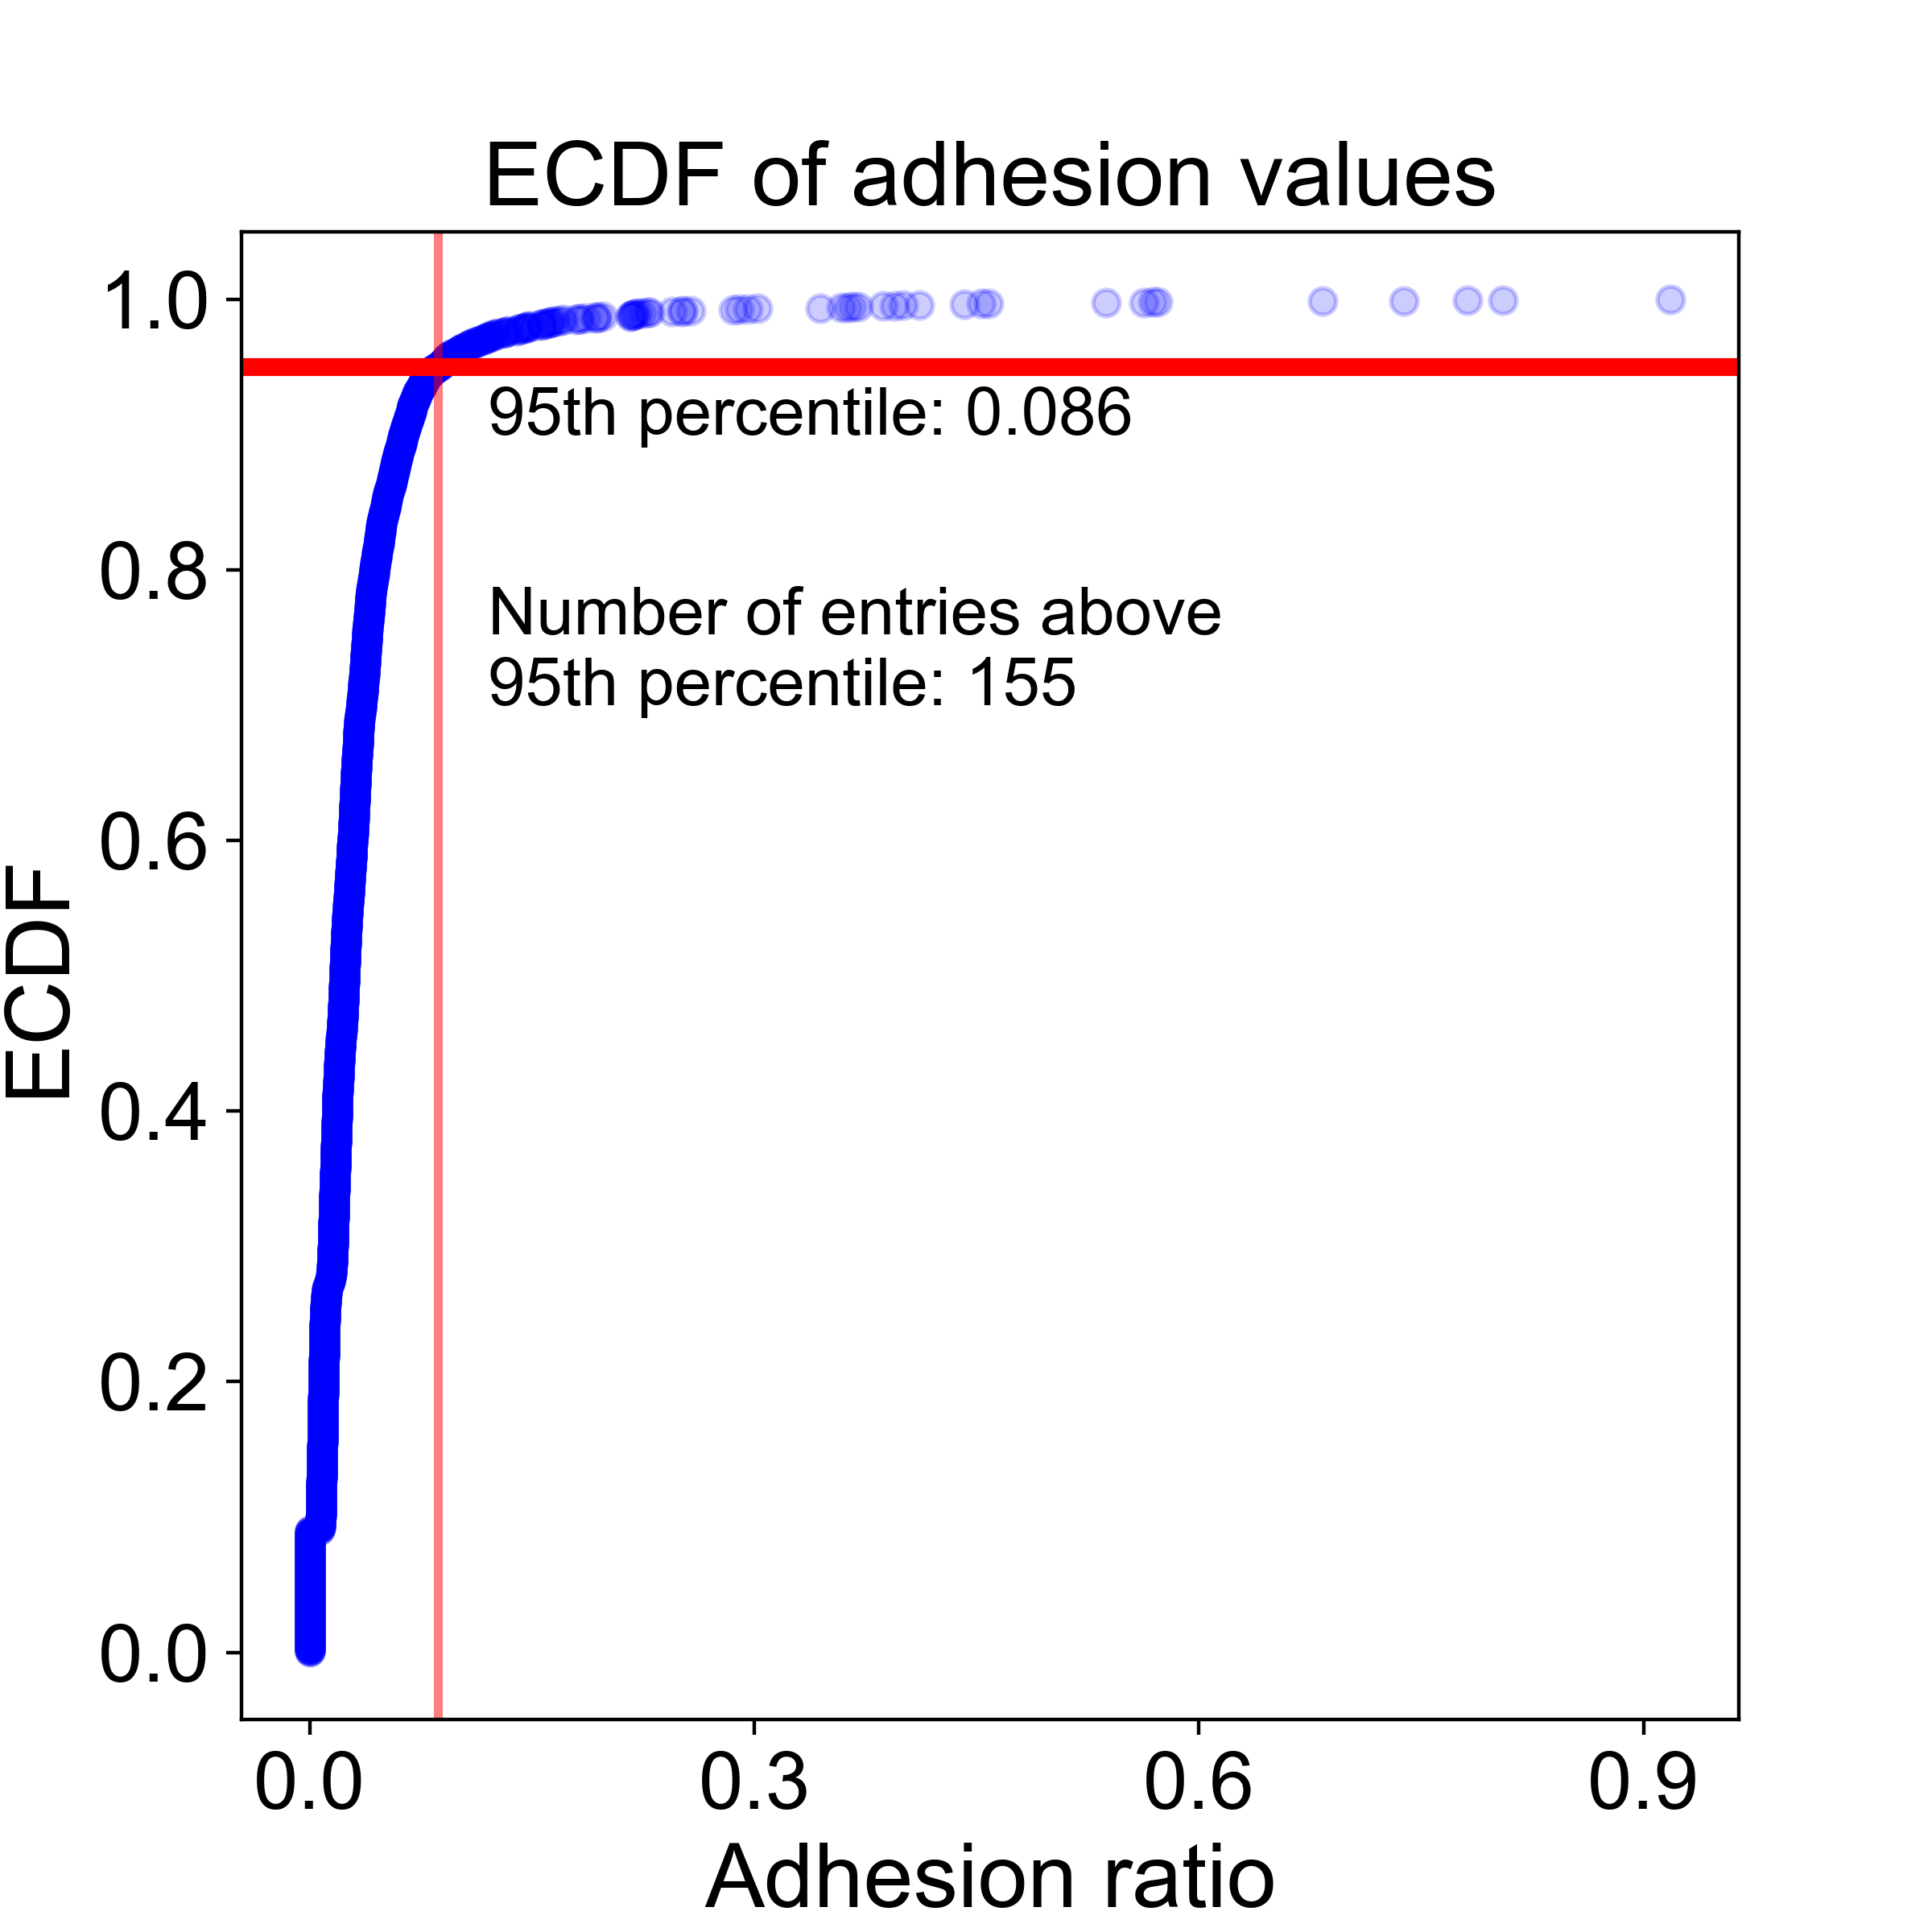 ECDF of adhesion values
1.0
0.8
0.6
0.4
0.2
0.0
ECDF
95th percentile: 0.086
Number of entries above
95th percentile: 155
0.0 0.3 0.6 0.9
Adhesion ratio